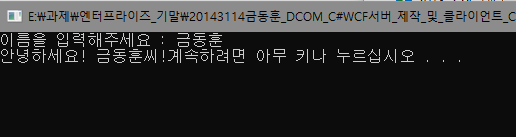 E:\과제\엔터프라이즈_기말\20143114금동훈_DCOM_C#WCF서버_제작_및_클라이언트_C
이름을 입력해주세요 : 금동훈
안녕하세요! 금동훈씨!계속하려면 아무 키나 누르십시오 . . .